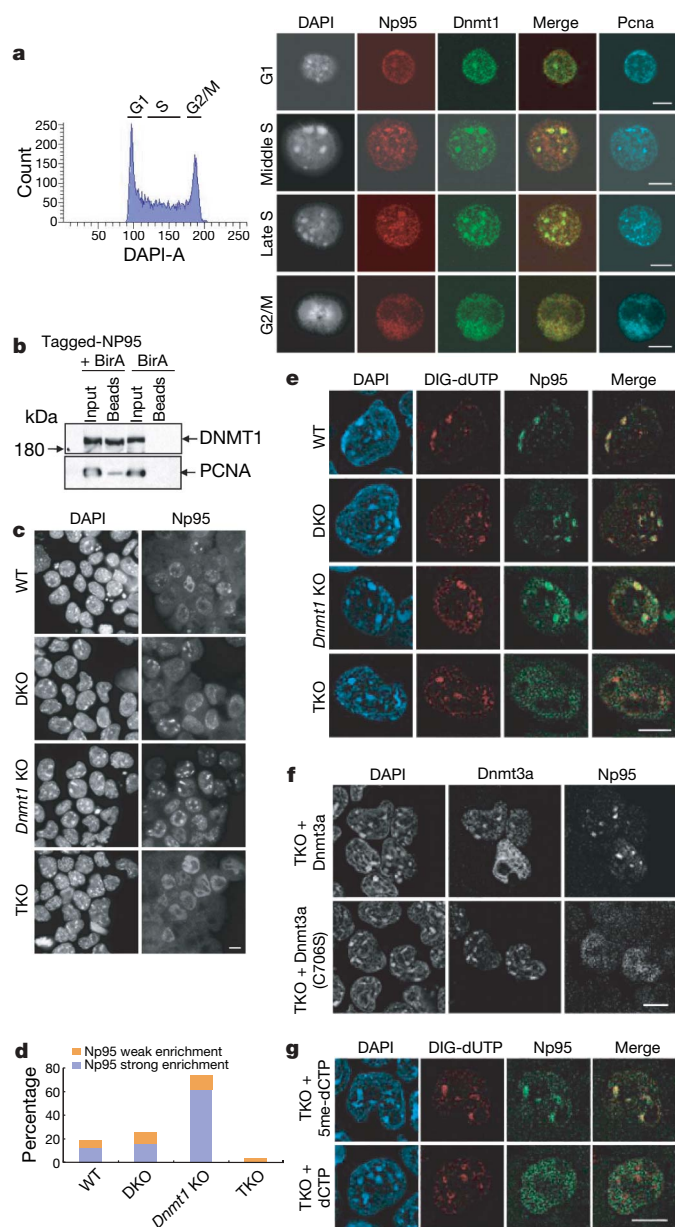 a
G1
S
G2/M
Count
250
200
150
100
50
0
50 100 150 200 250
DAPI-A
DAPI Np95 Dnmt1 Merge Pcna
G1
Middle S
Late S
G2/M
b
Tagged-NP95
+ BirA BirA
Input
Beads
Input
Beads
kDa
180
DNMT1
PCNA
c
DAPI Np95
WT
DKO
Dnmt1 KO
TKO
d
Np95 weak enrichment
Np95 strong enrichment
Percentage
80
60
40
20
0
WT
DKO
Dnmt1 KO
TKO
e
DAPI DIG-dUTP Np95 Merge
WT
DKO
Dnmt1 KO
TKO
f
DAPI Dnmt3a Np95
TKO +
Dnmt3a
TKO + Dnmt3a
(C706S)
g
DAPI DIG-dUTP Np95 Merge
TKO +
5me-dCTP
TKO +
dCTP